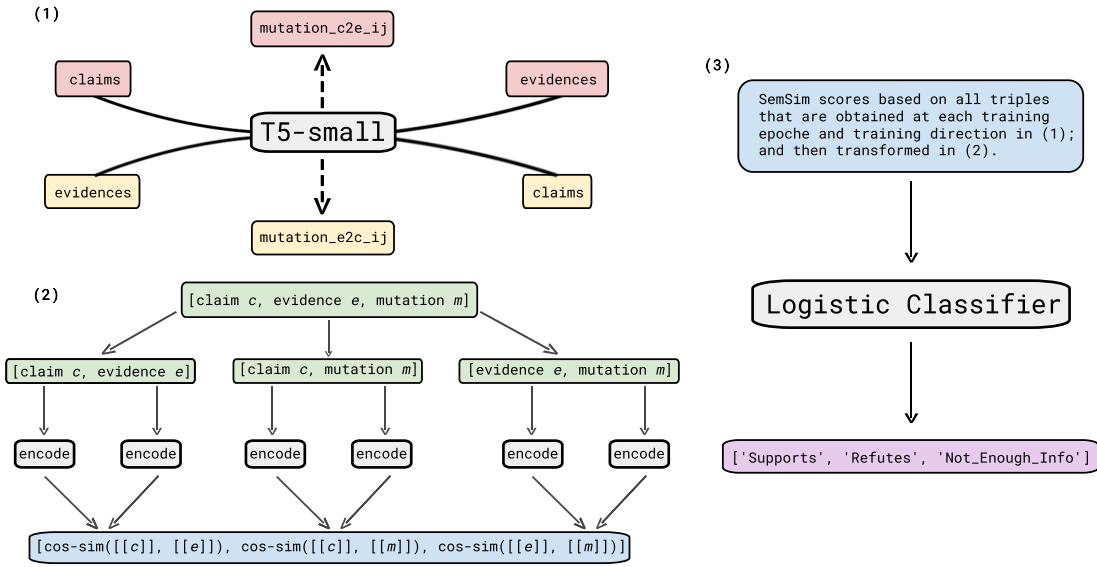 (1)
mutation_c2e_ij
claims
evidences
T5-small
evidences
claims
mutation_e2c_ij
(2)
[claim c, evidence e, mutation m]
[claim c, evidence e]
[claim c, mutation m]
[evidence e, mutation m]
encode
encode
encode
encode
encode
encode
[cos-sim([[c]], [[e]]), cos-sim([[c]], [[m]]), cos-sim([[e]], [[m]])]
(3)
SemSim scores based on all triples
that are obtained at each training
epoche and training direction in (1);
and then transformed in (2).
Logistic Classifier
['Supports', 'Refutes', 'Not_Enough_Info']